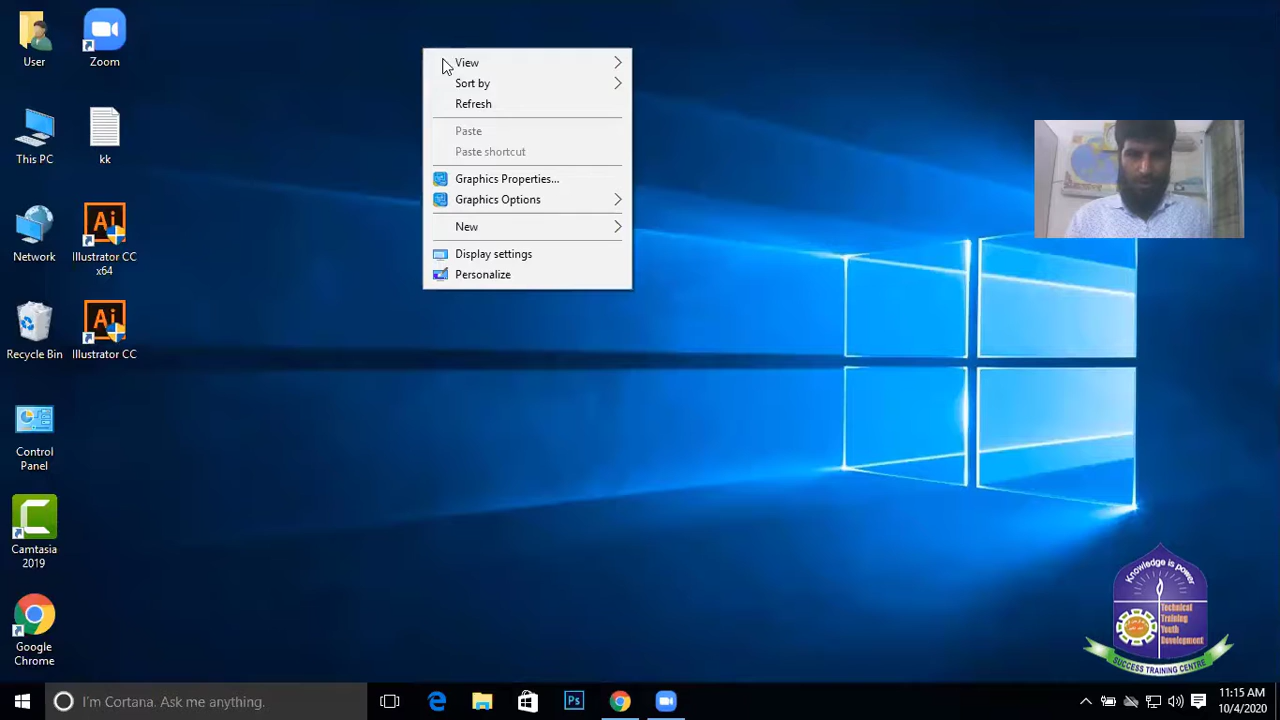 User
Zoom
This PC
kk
Network
Illustrator CC
x64
Recycle Bin
Illustrator CC
Control
Panel
Camtasia
2019
Google
Chrome
View
Sort by
Refresh
Paste
Paste shortcut
Graphics Properties...
Graphics Options
New
Display settings
Personalize
Knowledge is power
Technical
Training
Youth
Development
SUCCESS TRAINING CENTRE
I'm Cortana. Ask me anything.
Ps
11:15 AM
10/4/2020